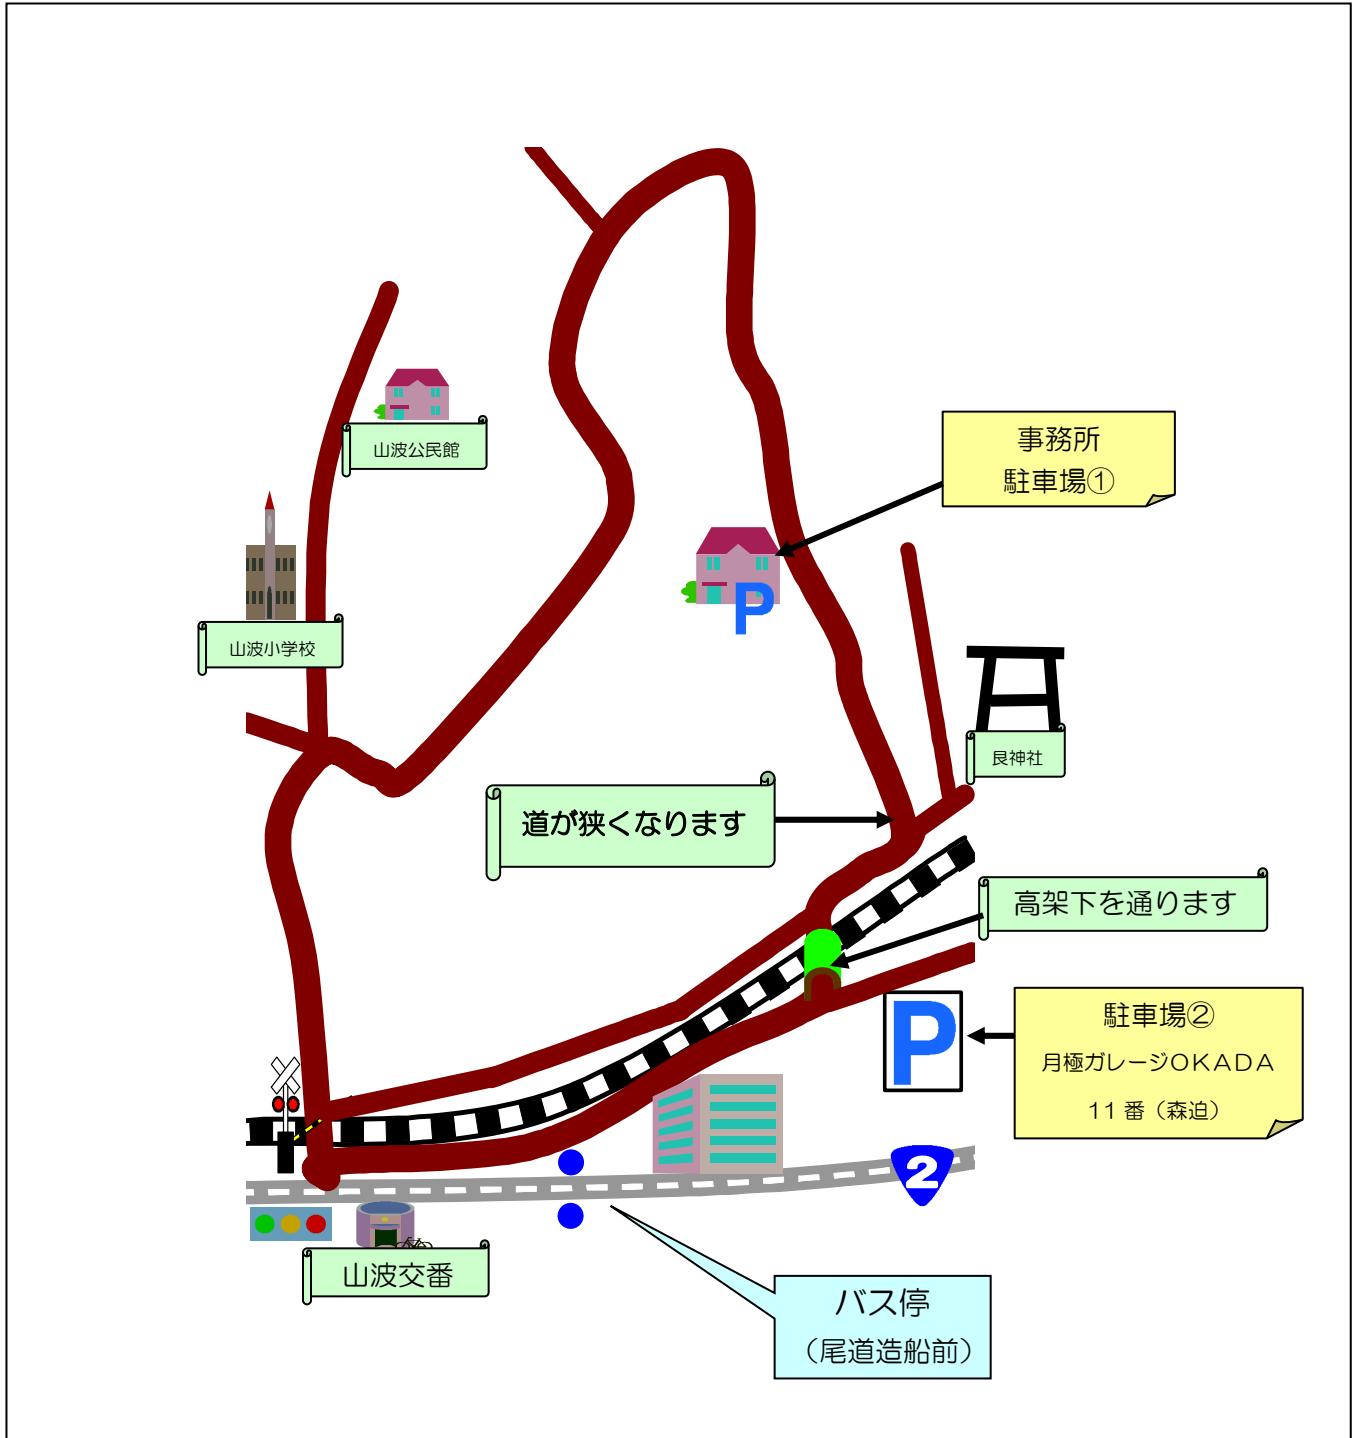 山波公民館
事務所
駐車場①
P
山波小学校
艮神社
道が狭くなります
高架下を通ります
P
駐車場②
月極ガレージOKADA
11番（森迫）
2
山波交番
バス停
（尾道造船前）